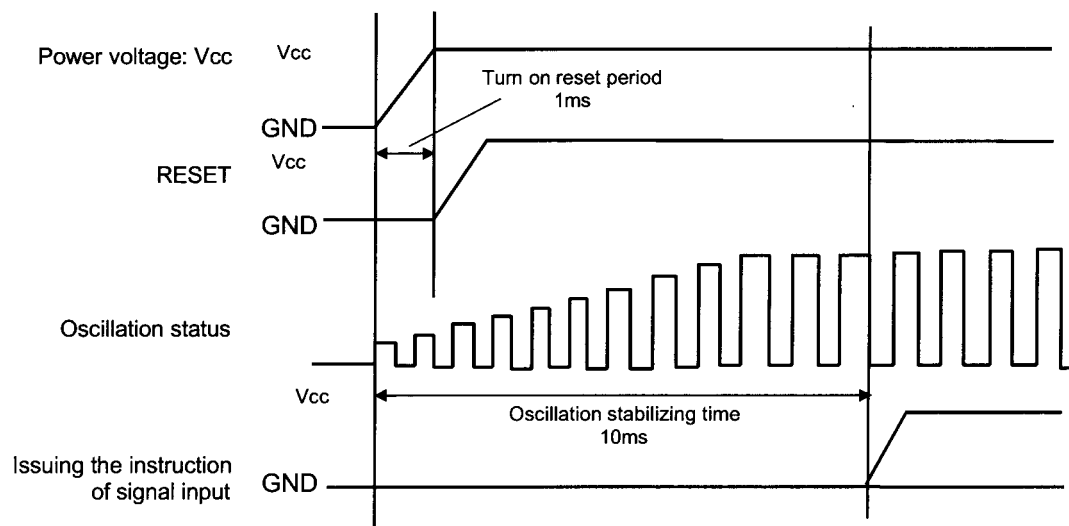 Power voltage: Vcc
Vcc
Turn on reset period
1ms
GND
Vcc
RESET
GND
Oscillation status
Vcc
Oscillation stabilizing time
10ms
Issuing the instruction
of signal input
GND